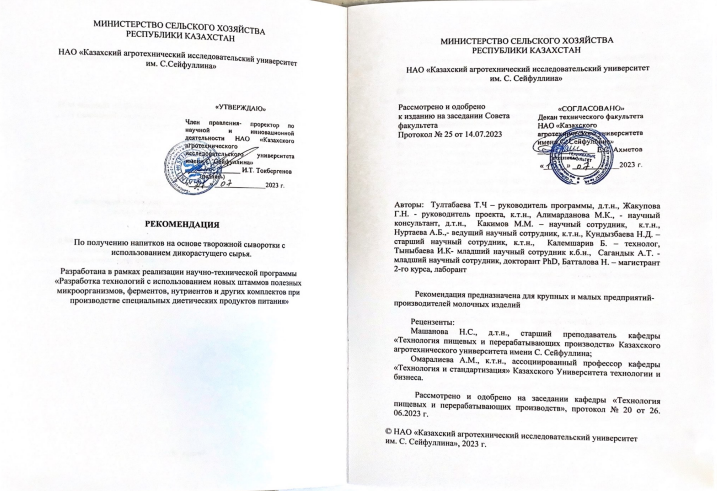 МИНИСТЕРСТВО СЕЛЬСКОГО ХОЗЯЙСТВА
РЕСПУБЛИКИ КАЗАХСТАН
НАО «Казахский агротехнический исследовательский университет
им. С.Сейфуллина»
«УТВЕРЖДАЮ»
Член правления- проректор по
научной и инновационной
деятельности НАО «Казахского
агротехнического
исследовательского университета
имени С. Сейфуллина»
И.Т. Токбергенов
07 2023 г.
РЕКОМЕНДАЦИЯ
По получению напитков на основе творожной сыворотки с
использованием дикорастущего сырья.
Разработана в рамках реализации научно-технической программы
«Разработка технологий с использованием новых штаммов полезных
микроорганизмов, ферментов, нутриентов и других комплектов при
производстве специальных диетических продуктов питания»
МИНИСТЕРСТВО СЕЛЬСКОГО ХОЗЯЙСТВА
РЕСПУБЛИКИ КАЗАХСТАН
НАО «Казахский агротехнический исследовательский университет
им. С.Сейфуллина»
Рассмотрено и одобрено
к изданию на заседании Совета
факультета
Протокол № 25 от 14.07.2023
«СОГЛАСОВАНО»
Декан технического факультета
НАО «Казахского
агротехнического университета
имени С. Сейфуллина»
Ахметов
07 2023 г.
Авторы: Тултабаева Т.Ч – руководитель программы, д.т.н., Жакупова
Г.Н. - руководитель проекта, к.т.н., Алимарданова М.К., - научный
консультант, д.т.н., Какимов М.М. – научный сотрудник, к.т.н.,
Нуртаева А.Б.,- ведущий научный сотрудник, к.т.н., Кундызбаева Н.Д. –
старший научный сотрудник, к.т.н., Калемшарив Б. – технолог,
Тыныбаева И.К- младший научный сотрудник к.б.н., Сагандык А.Т. -
младший научный сотрудник, докторант PhD, Батталова Н. – магистрант
2-го курса, лаборант
Рекомендация предназначена для крупных и малых предприятий-
производителей молочных изделий
Рецензенты:
Машанова Н.С., д.т.н., старший преподаватель кафедры
«Технология пищевых и перерабатывающих производств» Казахского
агротехнического университета имени С. Сейфуллина;
Омаралиева А.М., к.т.н., ассоциированный профессор кафедры
«Технология и стандартизация» Казахского Университета технологии и
бизнеса.
Рассмотрено и одобрено на заседании кафедры «Технология
пищевых и перерабатывающих производств», протокол № 20 от 26.
06.2023 г.
© НАО «Казахский агротехнический исследовательский университет
им. С. Сейфуллина», 2023 г.